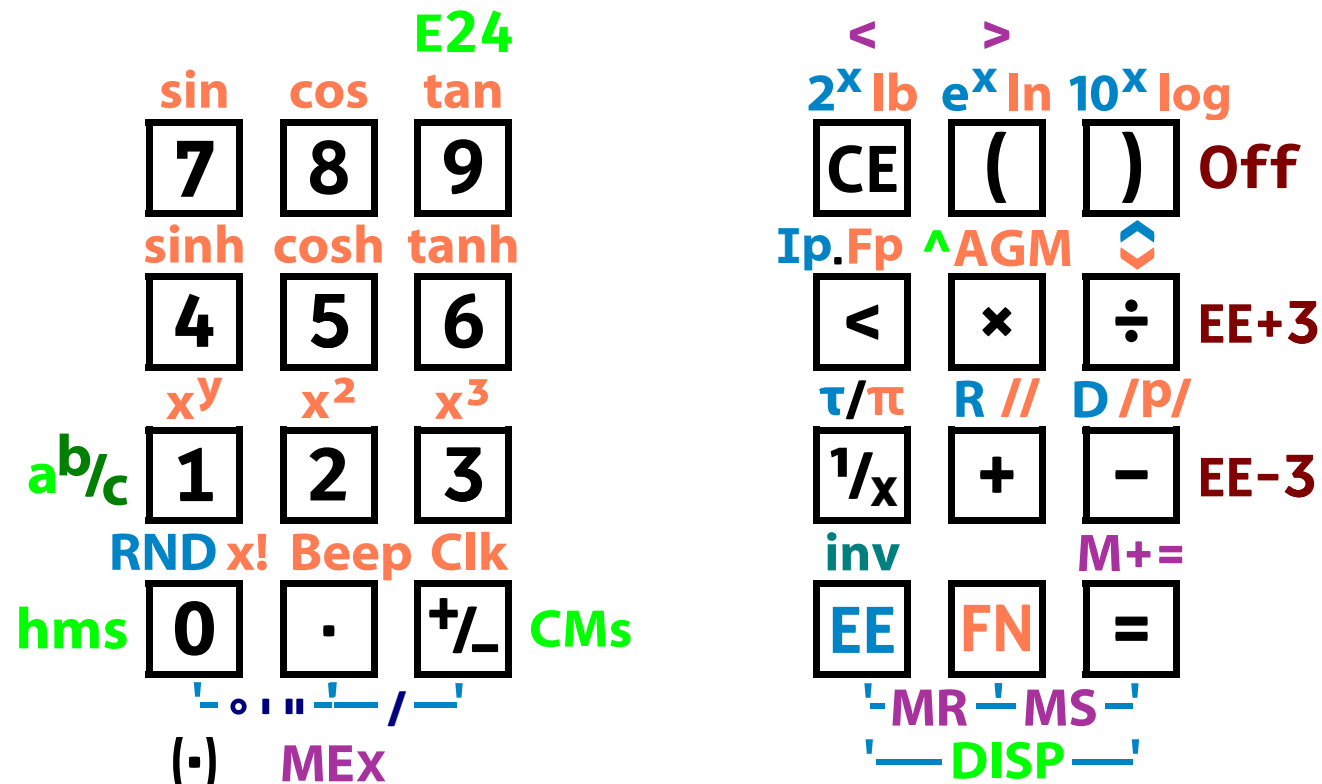 E24 < >
sin cos tan 2ˣ lb eˣ ln 10ˣ log
7 8 9 CE ( ) Off
sinh cosh tanh Ip.Fp ^AGM
4 5 6 < × ÷ EE+3
xʸ x² x³ τ/π R // D /p/
a b/c 1 2 3 ¹/x + − EE−3
RND x! Beep Clk inv M+=
hms 0 · +/− CMs EE FN =
° ' " / MR MS
(·) MEx DISP